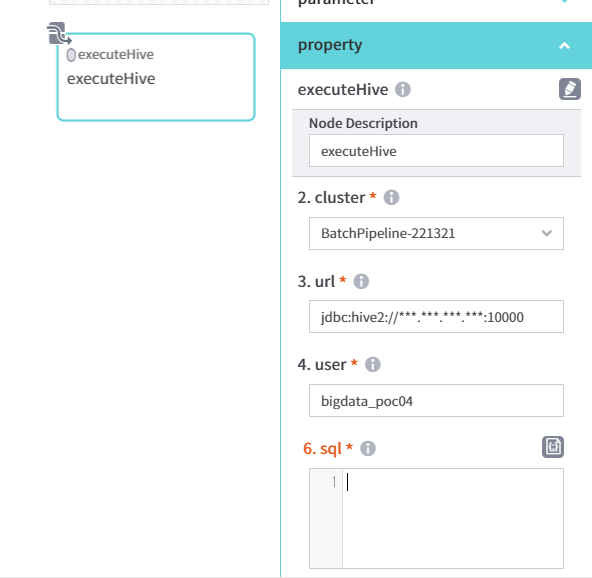 parameter
executeHive
executeHive
property
executeHive
Node Description
executeHive
2. cluster *
BatchPipeline-221321
3. url *
jdbc:hive2://***.***.***.***:10000
4. user *
bigdata_poc04
6. sql *
1